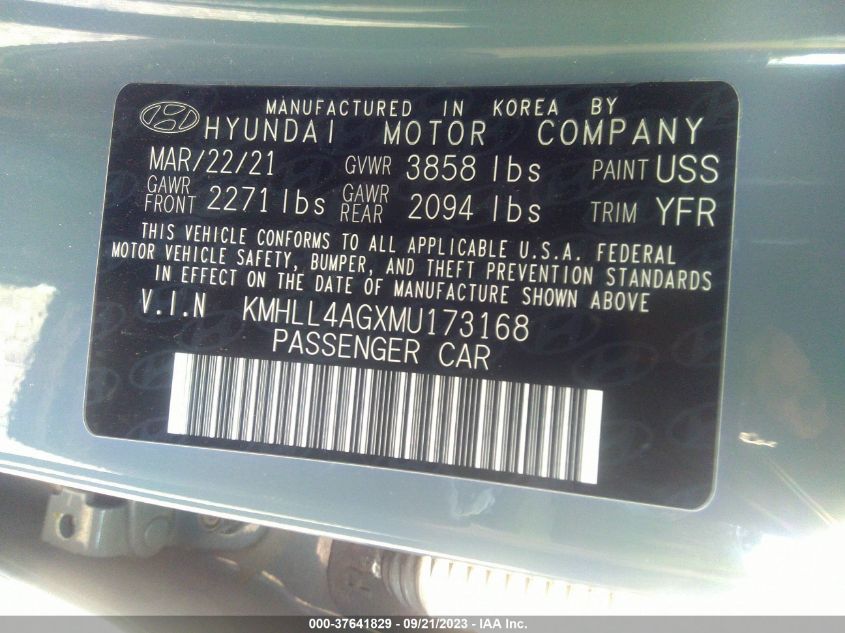 MANUFACTURED IN KOREA BY
HYUNDAI MOTOR COMPANY
MAR/22/21 GVWR 3858 lbs PAINT USS
GAWR FRONT 2271 lbs GAWR REAR 2094 lbs TRIM YFR
THIS VEHICLE CONFORMS TO ALL APPLICABLE U.S.A. FEDERAL
MOTOR VEHICLE SAFETY, BUMPER, AND THEFT PREVENTION STANDARDS
IN EFFECT ON THE DATE OF MANUFACTURE SHOWN ABOVE
V.I.N KMHLL4AGXMU173168
PASSENGER CAR
000-37641829 - 09/21/2023 - IAA Inc.